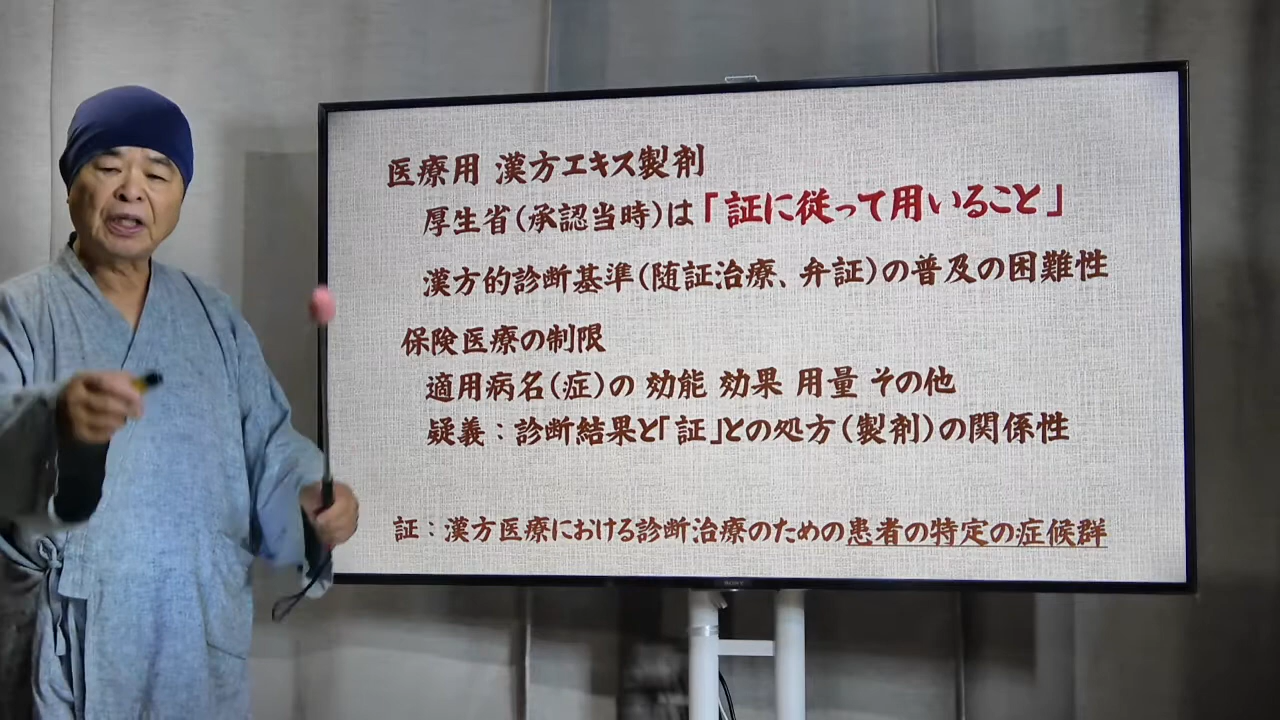 医療用 漢方エキス製剤
厚生省(承認当時)は「証に従って用いること」
漢方的診断基準(随証治療、弁証)の普及の困難性
保険医療の制限
適用病名(症)の 効能 効果 用量 その他
疑義:診断結果と「証」との処方(製剤)の関係性
証:漢方医療における診断治療のための患者の特定の症候群
SONY